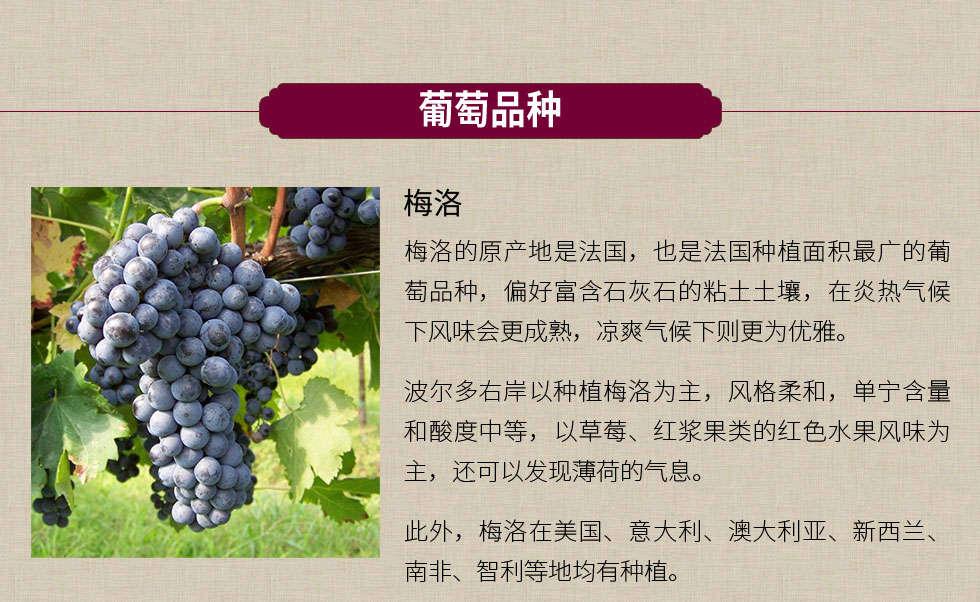 葡萄品种
梅洛
梅洛的原产地是法国，也是法国种植面积最广的葡
萄品种，偏好富含石灰石的粘土土壤，在炎热气候
下风味会更成熟，凉爽气候下则更为优雅。
波尔多右岸以种植梅洛为主，风格柔和，单宁含量
和酸度中等，以草莓、红浆果类的红色水果风味为
主，还可以发现薄荷的气息。
此外，梅洛在美国、意大利、澳大利亚、新西兰、
南非、智利等地均有种植。